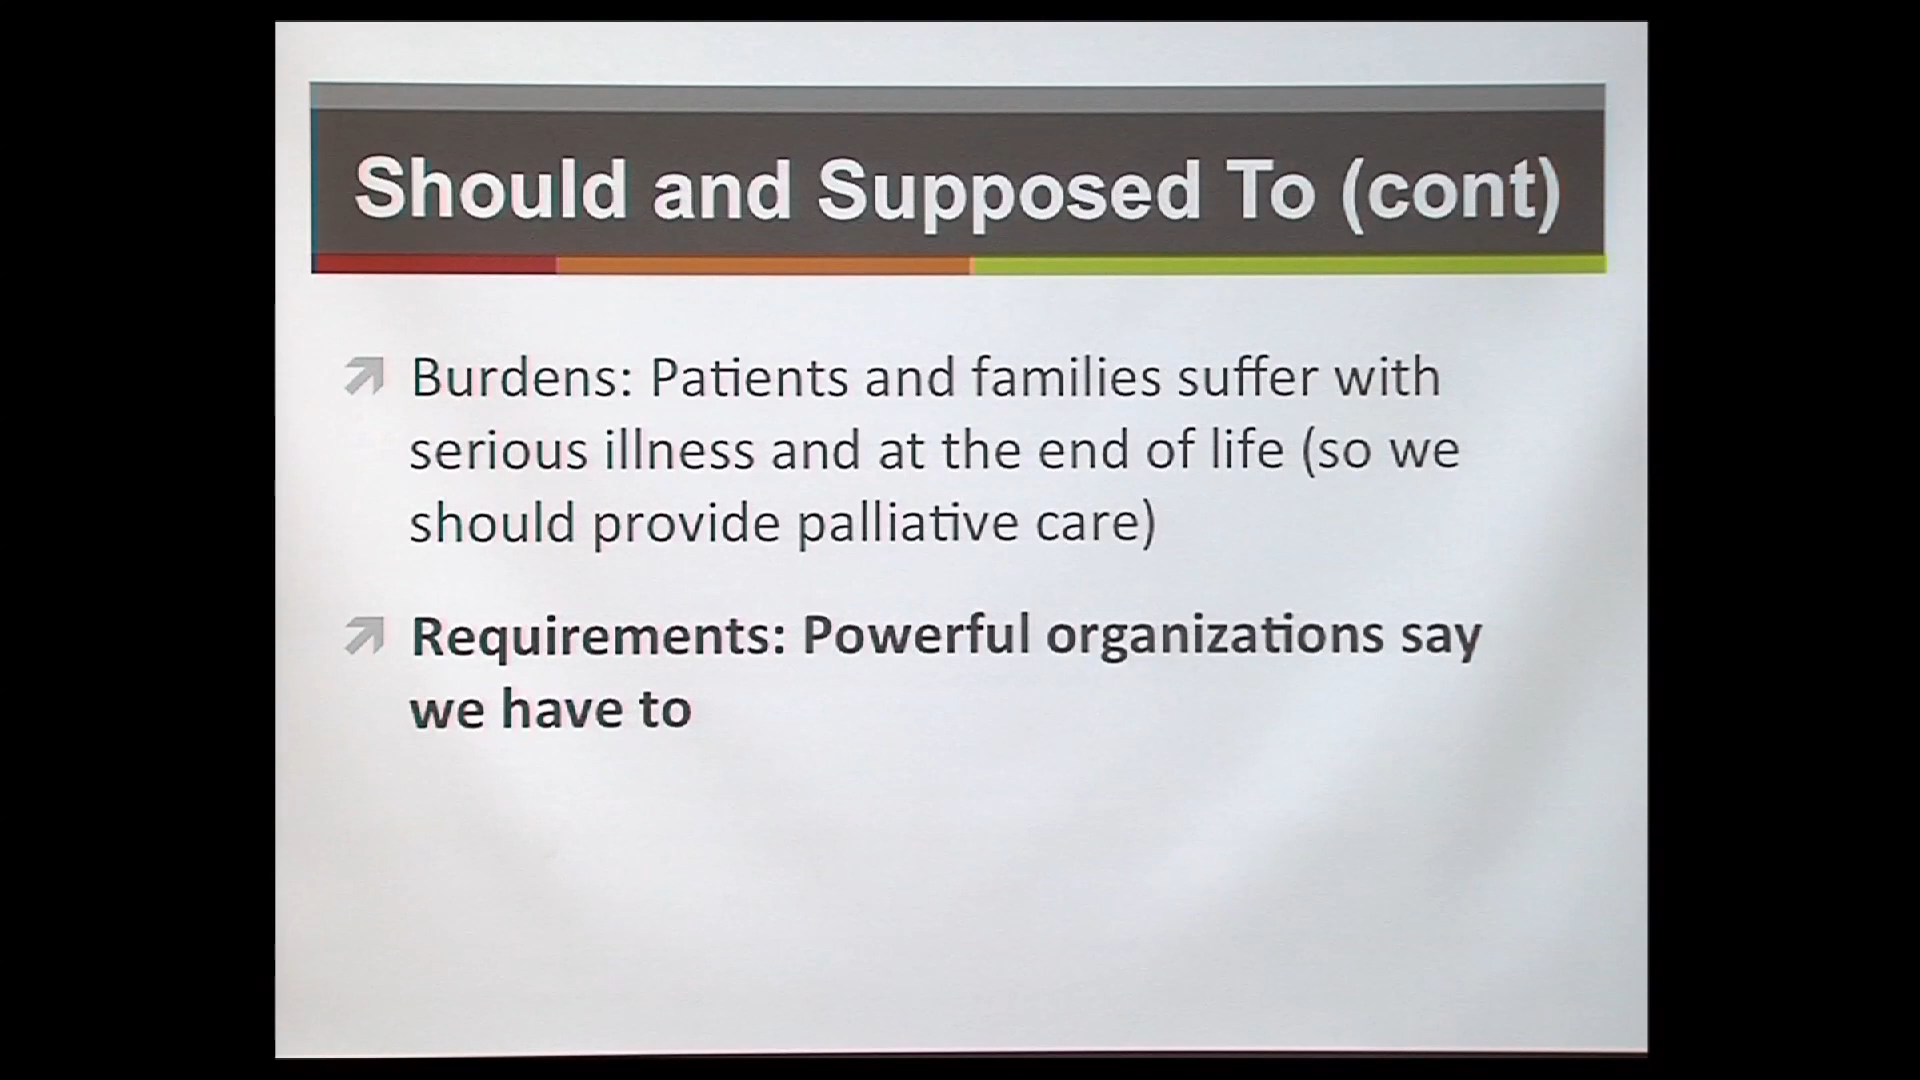 Should and Supposed To (cont)
Burdens: Patients and families suffer with
serious illness and at the end of life (so we
should provide palliative care)
Requirements: Powerful organizations say
we have to